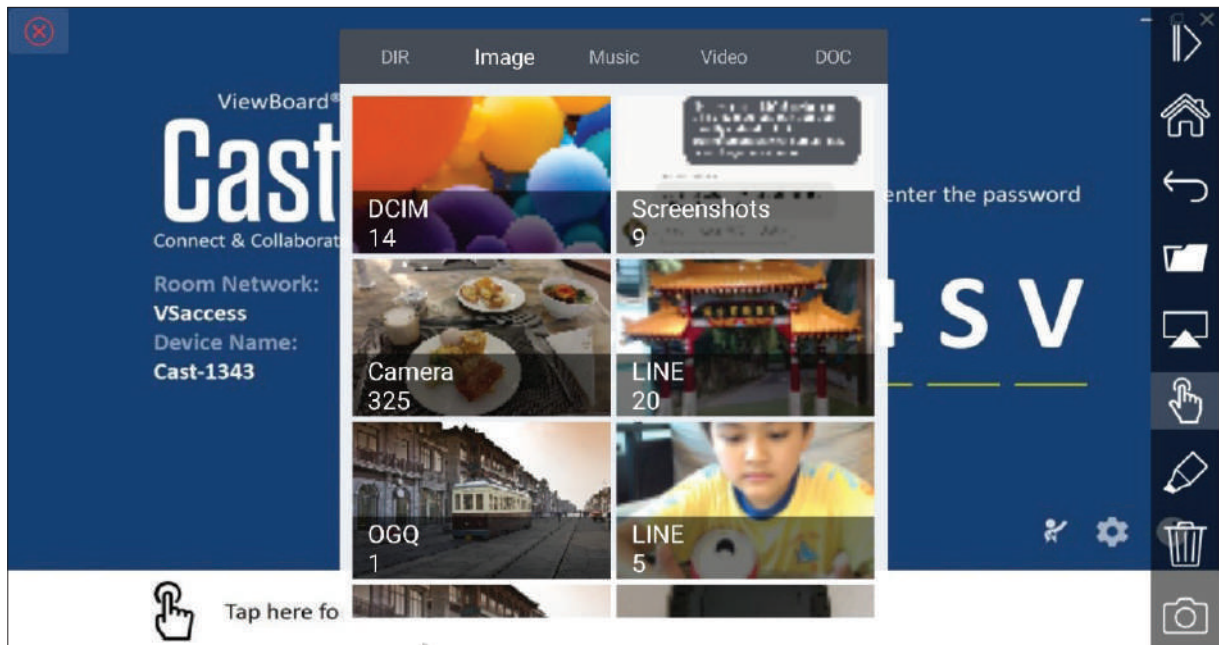 DIR Image Music Video DOC
ViewBoard®
Cast
Connect & Collaborat
Room Network:
VSaccess
Device Name:
Cast-1343
enter the password
S V
DCIM
14
Screenshots
9
Camera
325
LINE
20
OGQ
1
LINE
5
Tap here fo